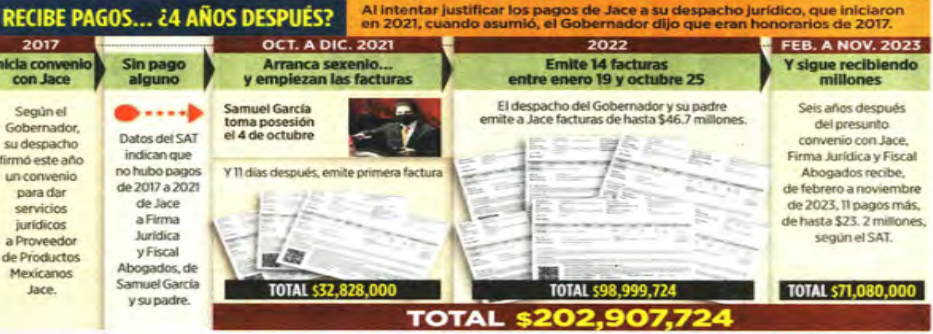 RECIBE PAGOS... ¿4 AÑOS DESPUÉS?
Al intentar justificar los pagos de Jace a su despacho jurídico, que iniciaron
en 2021, cuando asumió, el Gobernador dijo que eran honorarios de 2017.
2017
nicia convenio
con Jace
Según el
Gobernador,
su despacho
firmó este año
un convenio
para dar
servicios
jurídicos
a Proveedor
de Productos
Mexicanos
Jace.
Sin pago
alguno
Datos del SAT
indican que
no hubo pagos
de 2017 a 2021
de Jace
a Firma
Jurídica
y Fiscal
Abogados, de
Samuel García
y su padre.
OCT. A DIC. 2021
Arranca sexenio...
y empiezan las facturas
Samuel García
toma posesión
el 4 de octubre
Y 11 días después, emite primera factura
TOTAL $32,828,000
2022
Emite 14 facturas
entre enero 19 y octubre 25
El despacho del Gobernador y su padre
emite a Jace facturas de hasta $46.7 millones.
TOTAL $98,999,724
FEB. A NOV. 2023
Y sigue recibiendo
millones
Seis años después
del presunto
convenio con Jace,
Firma Jurídica y Fiscal
Abogados recibe,
de febrero a noviembre
de 2023, 11 pagos más,
de hasta $23. 2 millones,
según el SAT.
TOTAL $71,080,000
TOTAL $202,907,724